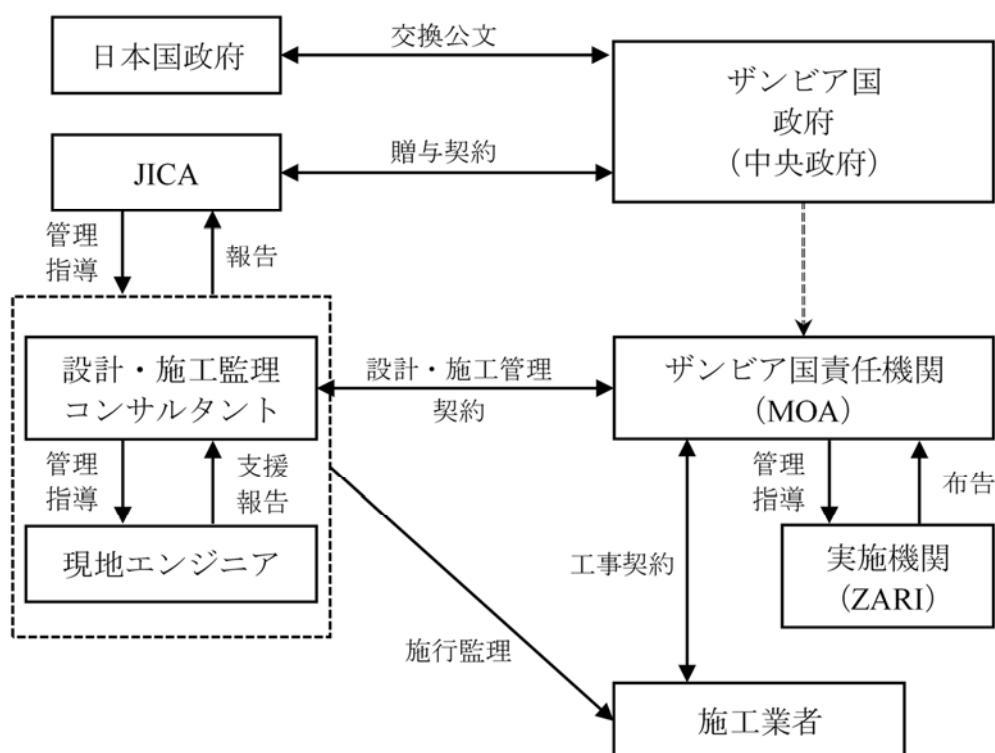 日本国政府
交換公文
ザンビア国
政府
（中央政府）
JICA
贈与契約
管理
指導
報告
設計・施工監理
コンサルタント
設計・施工管理
契約
ザンビア国責任機関
（MOA）
管理
指導
支援
報告
管理
指導
布告
現地エンジニア
工事契約
実施機関
（ZARI）
施行監理
施工業者